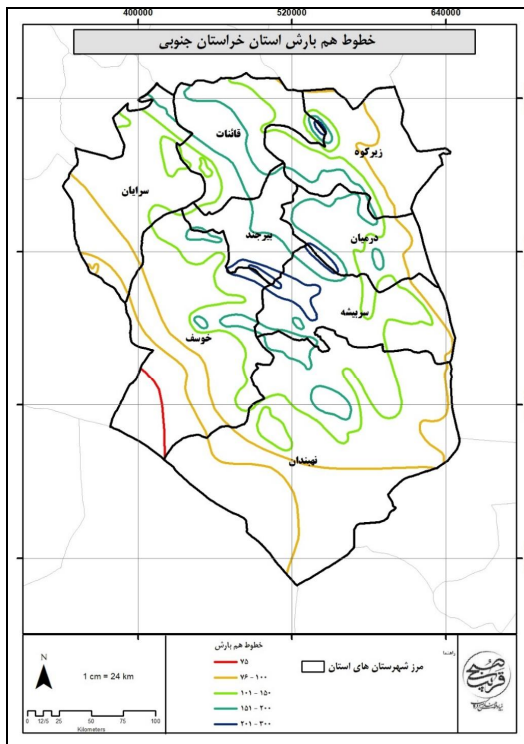 400000 520000 640000
خطوط هم بارش استان خراستان جنوبی
قائنات
زیرکوه
سرایان
بیرجند
درمیان
سربیشه
خوسف
نهبندان
خطوط هم بارش
۷۵
۷۶ - ۱۰۰
۱۰۱ - ۱۵۰
۱۵۱ - ۲۰۰
۲۰۱ - ۳۰۰
مرز شهرستان های استان
راهنما
N
1 cm = 24 km
0 12/5 25 50 75 100
Kilometers